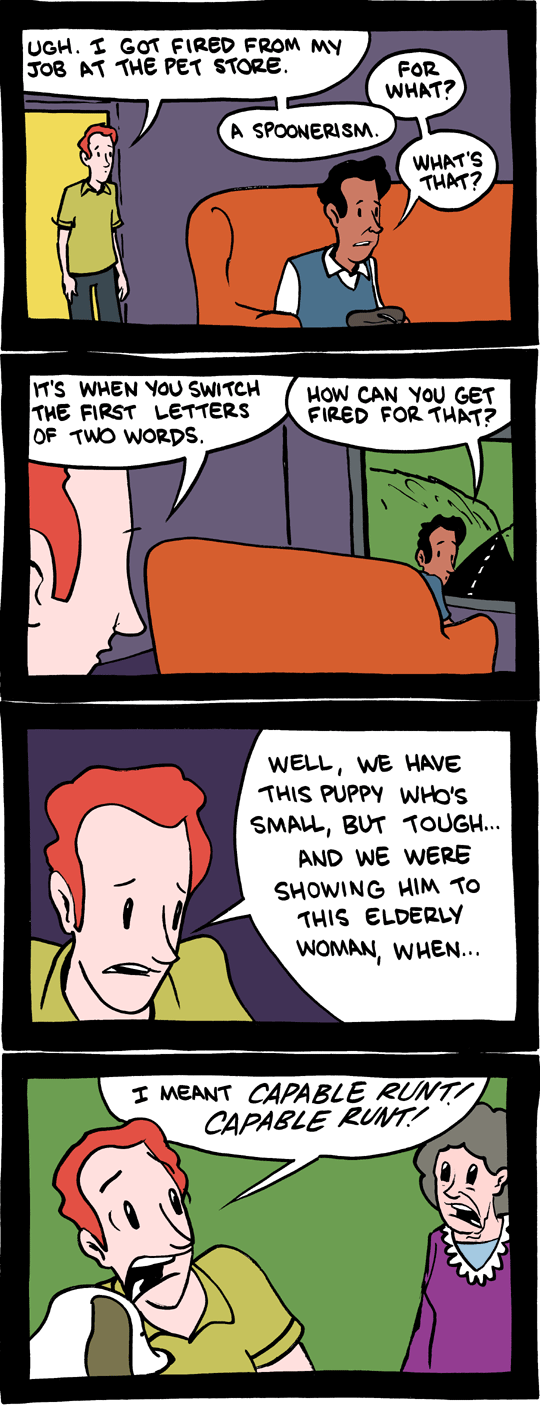 UGH. I GOT FIRED FROM MY
JOB AT THE PET STORE.
FOR
WHAT?
A SPOONERISM.
WHAT'S
THAT?
IT'S WHEN YOU SWITCH
THE FIRST LETTERS
OF TWO WORDS.
HOW CAN YOU GET
FIRED FOR THAT?
WELL, WE HAVE
THIS PUPPY WHO'S
SMALL, BUT TOUGH...
AND WE WERE
SHOWING HIM TO
THIS ELDERLY
WOMAN, WHEN...
I MEANT CAPABLE RUNT!
CAPABLE RUNT!